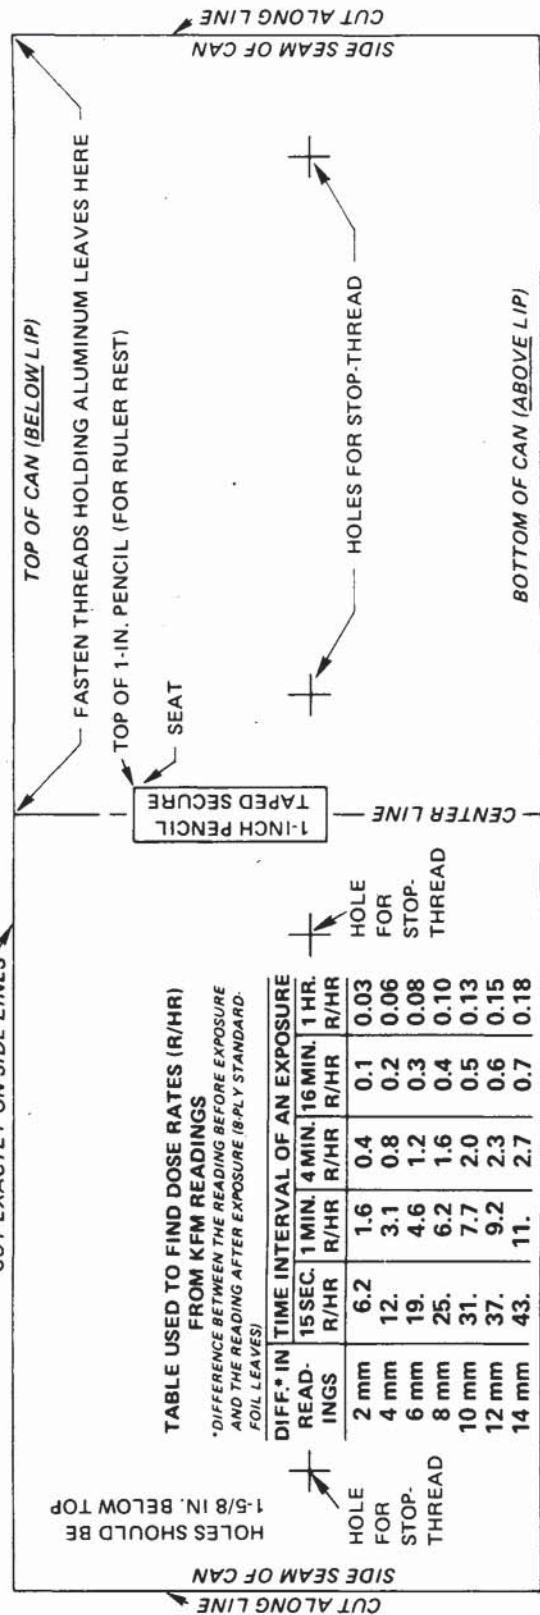 CUT EXACTLY ON SIDE LINES
CUT ALONG LINE
SIDE SEAM OF CAN
HOLES SHOULD BE
1-5/8 IN. BELOW TOP
HOLE
FOR
STOP-
THREAD
TABLE USED TO FIND DOSE RATES (R/HR)
FROM KFM READINGS
*DIFFERENCE BETWEEN THE READING BEFORE EXPOSURE
AND THE READING AFTER EXPOSURE (8-PLY STANDARD-
FOIL LEAVES)
DIFF.* IN TIME INTERVAL OF AN EXPOSURE
READ- 15 SEC. 1 MIN. 4 MIN. 16 MIN. 1 HR.
INGS R/HR R/HR R/HR R/HR R/HR
2 mm 6.2 1.6 0.4 0.1 0.03
4 mm 12. 3.1 0.8 0.2 0.06
6 mm 19. 4.6 1.2 0.3 0.08
8 mm 25. 6.2 1.6 0.4 0.10
10 mm 31. 7.7 2.0 0.5 0.13
12 mm 37. 9.2 2.3 0.6 0.15
14 mm 43. 11. 2.7 0.7 0.18
HOLE
FOR
STOP-
THREAD
CENTER LINE
1-INCH PENCIL
TAPED SECURE
TOP OF CAN (BELOW LIP)
FASTEN THREADS HOLDING ALUMINUM LEAVES HERE
TOP OF 1-IN. PENCIL (FOR RULER REST)
SEAT
HOLES FOR STOP-THREAD
BOTTOM OF CAN (ABOVE LIP)
SIDE SEAM OF CAN
CUT ALONG LINE